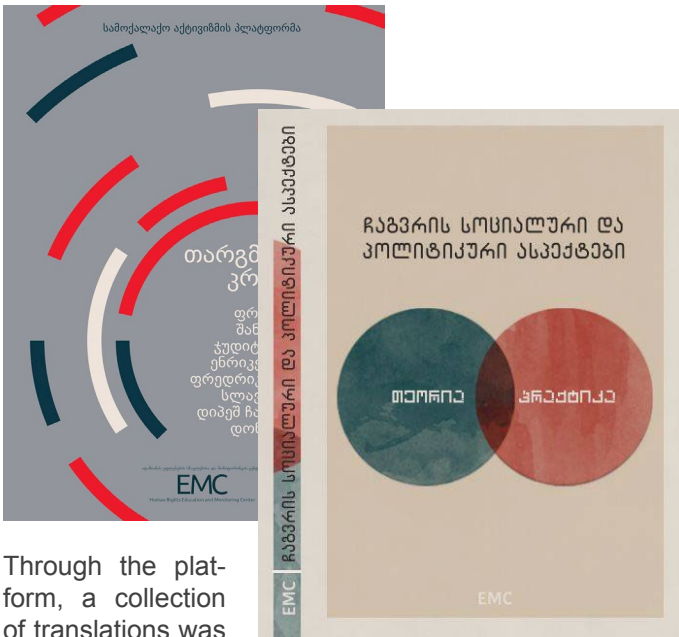 სამოქალაქო აქტივიზმის პლატფორმა
თარგმ
კრ
ფრ
შან
ჯუდიტ
ენრიკე
ფრედრიკ
სლავ
დიპეშ ჩა
დონ
EMC
Human Rights Education and Monitoring Center
ჩაგვრის სოციალური და პოლიტიკური ასპექტები
EMC
ჩაგვრის სოციალური და
პოლიტიკური ასპექტები
თეორია
პრაქტიკა
EMC
Through the plat-
form, a collection
of translations was